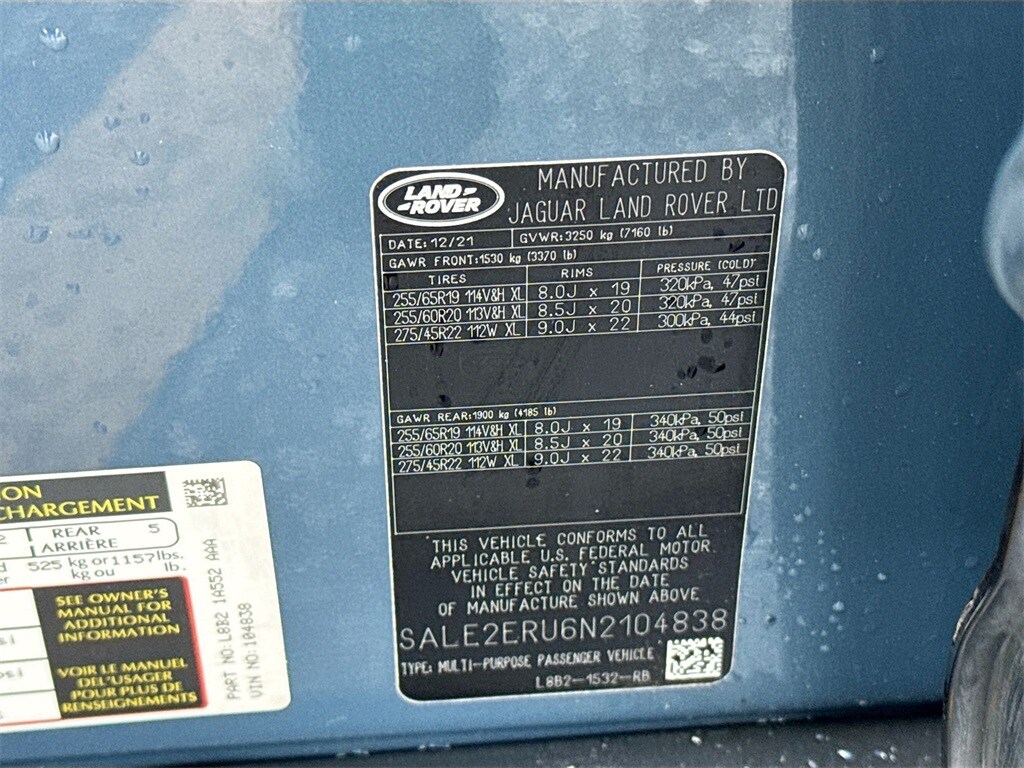 LAND-
-ROVER
MANUFACTURED BY
JAGUAR LAND ROVER LTD
DATE: 12/21 GVWR: 3250 kg (7160 lb)
GAWR FRONT: 1530 kg (3370 lb)
TIRES RIMS PRESSURE (COLD)
255/65R19 114V&H XL 8.0J x 19 320kPa, 47psi
255/60R20 113V&H XL 8.5J x 20 320kPa, 47psi
275/45R22 112W XL 9.0J x 22 300kPa, 44psi
GAWR REAR: 1900 kg (4185 lb)
255/65R19 114V&H XL 8.0J x 19 340kPa, 50psi
255/60R20 113V&H XL 8.5J x 20 340kPa, 50psi
275/45R22 112W XL 9.0J x 22 340kPa, 50psi
THIS VEHICLE CONFORMS TO ALL
APPLICABLE U.S. FEDERAL MOTOR
VEHICLE SAFETY STANDARDS
IN EFFECT ON THE DATE
OF MANUFACTURE SHOWN ABOVE
SALE2ERU6N2104838
TYPE: MULTI-PURPOSE PASSENGER VEHICLE
L8B2-1532-RB
ION
CHARGEMENT
2 REAR 5
ARRIÈRE
525 kg or 1157 lbs.
kg ou lb.
SEE OWNER'S
MANUAL FOR
ADDITIONAL
INFORMATION
VOIR LE MANUEL
DEL'USAGER
POUR PLUS DE
RENSEIGNEMENTS
PART NO: L8B2 1A552 AAA
VIN NO: 104838